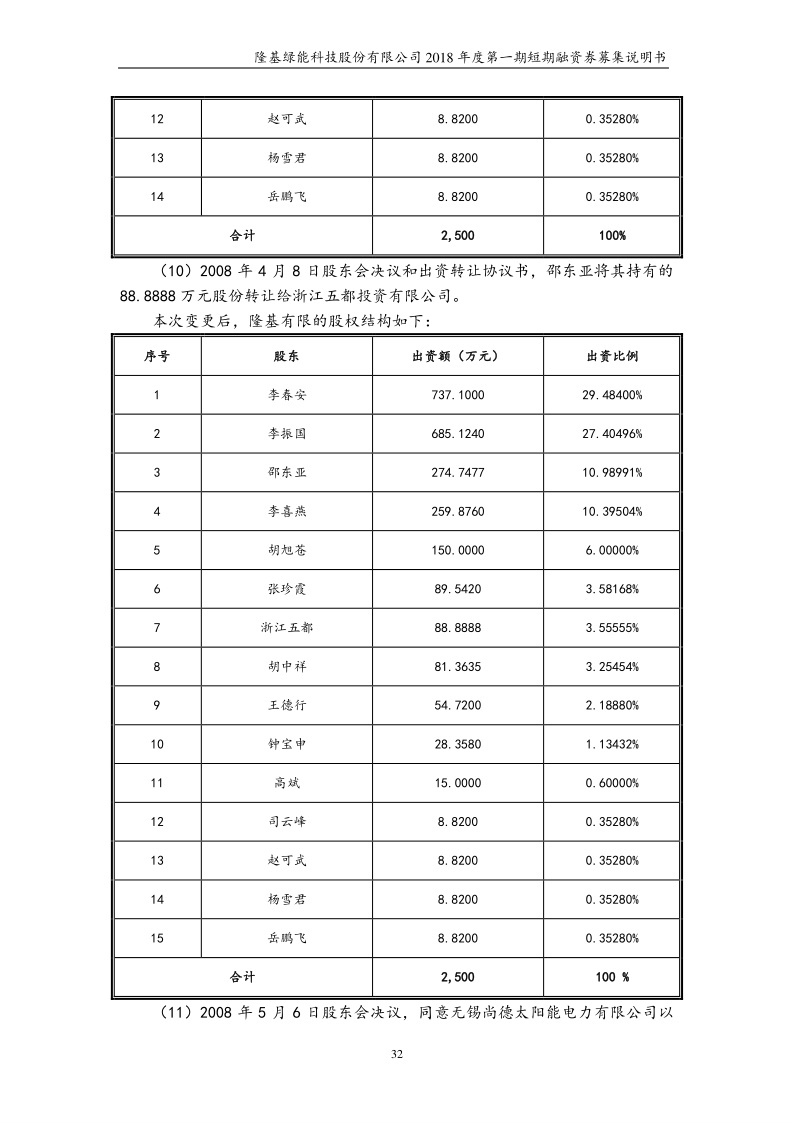 隆基绿能科技股份有限公司 2018 年度第一期短期融资券募集说明书
12 赵可武 8.8200 0.35280%
13 杨雪君 8.8200 0.35280%
14 岳鹏飞 8.8200 0.35280%
合计 2,500 100%
（10）2008 年 4 月 8 日股东会决议和出资转让协议书，邵东亚将其持有的
88.8888 万元股份转让给浙江五都投资有限公司。
本次变更后，隆基有限的股权结构如下：
序号 股东 出资额（万元） 出资比例
1 李春安 737.1000 29.48400%
2 李振国 685.1240 27.40496%
3 邵东亚 274.7477 10.98991%
4 李喜燕 259.8760 10.39504%
5 胡旭苍 150.0000 6.00000%
6 张珍霞 89.5420 3.58168%
7 浙江五都 88.8888 3.55555%
8 胡中祥 81.3635 3.25454%
9 王德行 54.7200 2.18880%
10 钟宝申 28.3580 1.13432%
11 高斌 15.0000 0.60000%
12 司云峰 8.8200 0.35280%
13 赵可武 8.8200 0.35280%
14 杨雪君 8.8200 0.35280%
15 岳鹏飞 8.8200 0.35280%
合计 2,500 100 %
（11）2008 年 5 月 6 日股东会决议，同意无锡尚德太阳能电力有限公司以
32